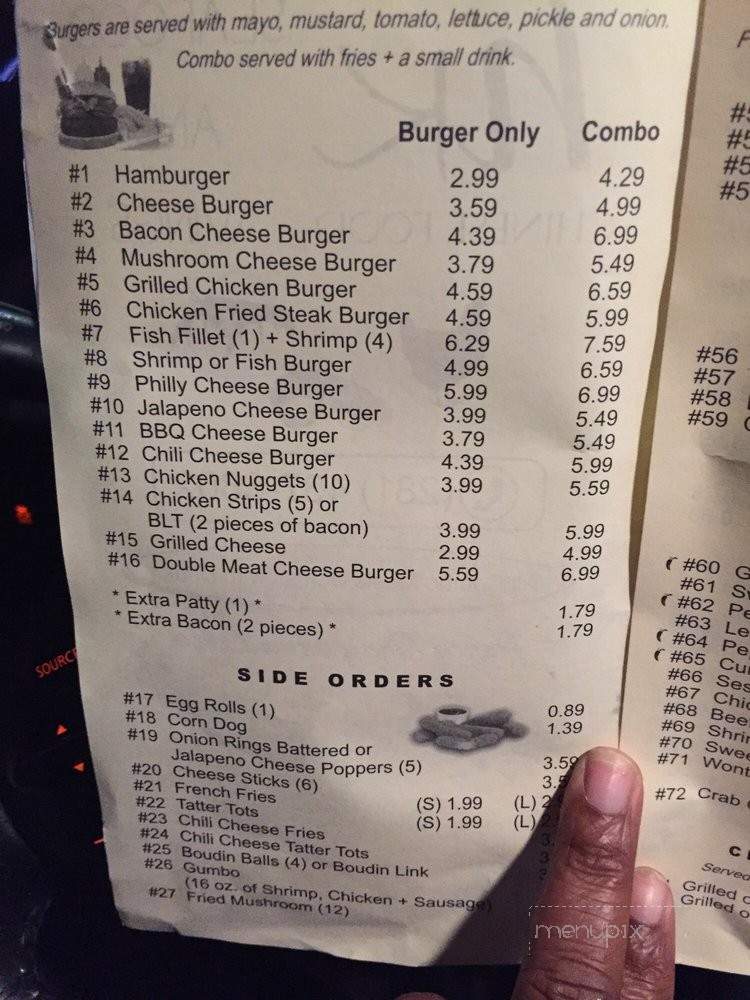 Burgers are served with mayo, mustard, tomato, lettuce, pickle and onion.
Combo served with fries + a small drink.
Burger Only Combo
#1 Hamburger 2.99 4.29
#2 Cheese Burger 3.59 4.99
#3 Bacon Cheese Burger 4.39 6.99
#4 Mushroom Cheese Burger 3.79 5.49
#5 Grilled Chicken Burger 4.59 6.59
#6 Chicken Fried Steak Burger 4.59 5.99
#7 Fish Fillet (1) + Shrimp (4) 6.29 7.59
#8 Shrimp or Fish Burger 4.99 6.59
#9 Philly Cheese Burger 5.99 6.99
#10 Jalapeno Cheese Burger 3.99 5.49
#11 BBQ Cheese Burger 3.79 5.49
#12 Chili Cheese Burger 4.39 5.99
#13 Chicken Nuggets (10) 3.99 5.59
#14 Chicken Strips (5) or
BLT (2 pieces of bacon) 3.99 5.99
#15 Grilled Cheese 2.99 4.99
#16 Double Meat Cheese Burger 5.59 6.99
* Extra Patty (1) * 1.79
* Extra Bacon (2 pieces) * 1.79
SIDE ORDERS
#17 Egg Rolls (1) 0.89
#18 Corn Dog 1.39
#19 Onion Rings Battered or
Jalapeno Cheese Poppers (5) 3.59
#20 Cheese Sticks (6) 3.5
#21 French Fries (S) 1.99 (L) 2
#22 Tatter Tots (S) 1.99 (L)
#23 Chili Cheese Fries 3.
#24 Chili Cheese Tatter Tots
#25 Boudin Balls (4) or Boudin Link
#26 Gumbo
(16 oz. of Shrimp, Chicken + Sausage)
#27 Fried Mushroom (12)
#56
#57
#58
#59
#60
#61
#62
#63
#64
#65
#66
#67
#68
#69
#70
#71
#72 Crab
Served
Grilled
Grilled
SOURCE
menupix